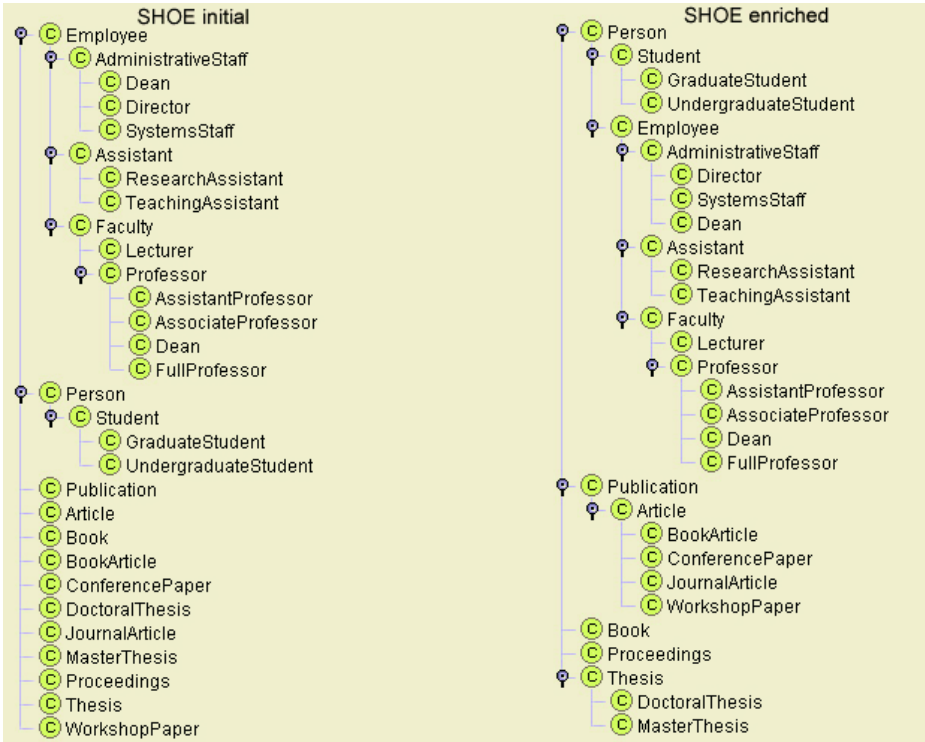 SHOE initial
C Employee
C AdministrativeStaff
C Dean
C Director
C SystemsStaff
C Assistant
C ResearchAssistant
C TeachingAssistant
C Faculty
C Lecturer
C Professor
C AssistantProfessor
C AssociateProfessor
C Dean
C FullProfessor
C Person
C Student
C GraduateStudent
C UndergraduateStudent
C Publication
C Article
C Book
C BookArticle
C ConferencePaper
C DoctoralThesis
C JournalArticle
C MasterThesis
C Proceedings
C Thesis
C WorkshopPaper
SHOE enriched
C Person
C Student
C GraduateStudent
C UndergraduateStudent
C Employee
C AdministrativeStaff
C Director
C SystemsStaff
C Dean
C Assistant
C ResearchAssistant
C TeachingAssistant
C Faculty
C Lecturer
C Professor
C AssistantProfessor
C AssociateProfessor
C Dean
C FullProfessor
C Publication
C Article
C BookArticle
C ConferencePaper
C JournalArticle
C WorkshopPaper
C Book
C Proceedings
C Thesis
C DoctoralThesis
C MasterThesis